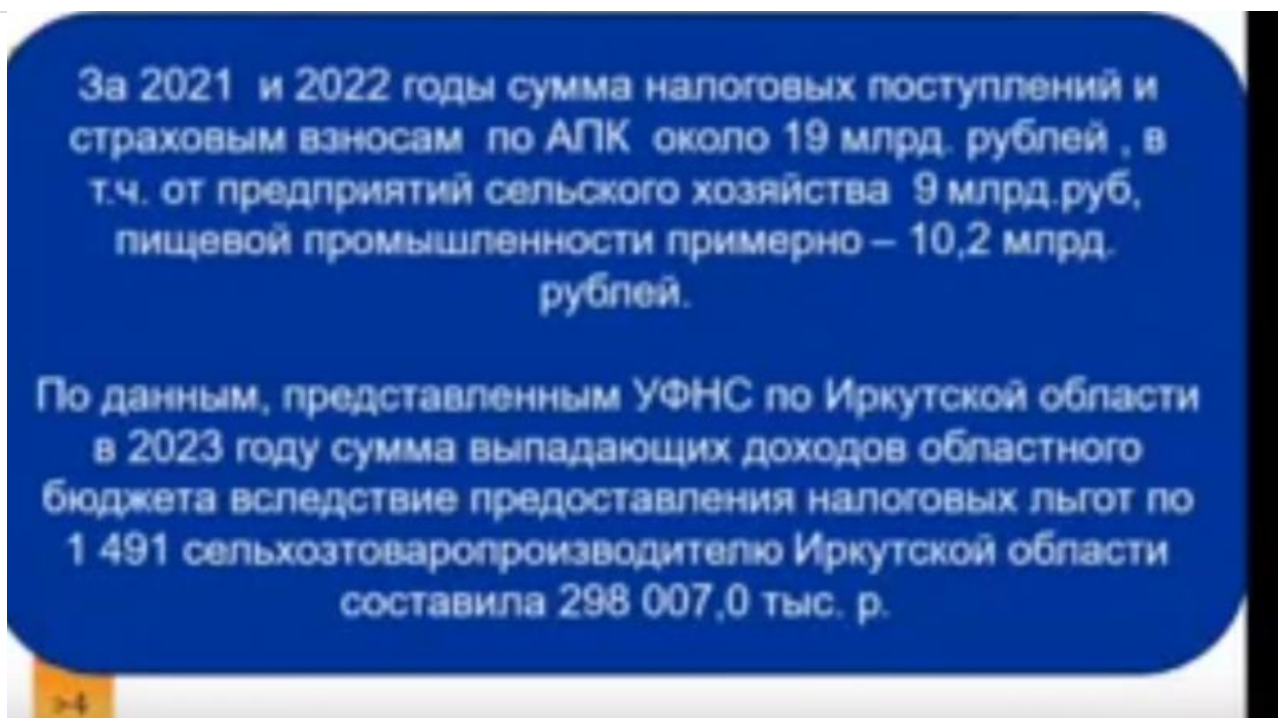 За 2021 и 2022 годы сумма налоговых поступлений и
страховым взносам по АПК около 19 млрд. рублей , в
т.ч. от предприятий сельского хозяйства 9 млрд.руб,
пищевой промышленности примерно – 10,2 млрд.
рублей.
По данным, представленным УФНС по Иркутской области
в 2023 году сумма выпадающих доходов областного
бюджета вследствие предоставления налоговых льгот по
1 491 сельхозтоваропроизводителю Иркутской области
составила 298 007,0 тыс. р.
>4